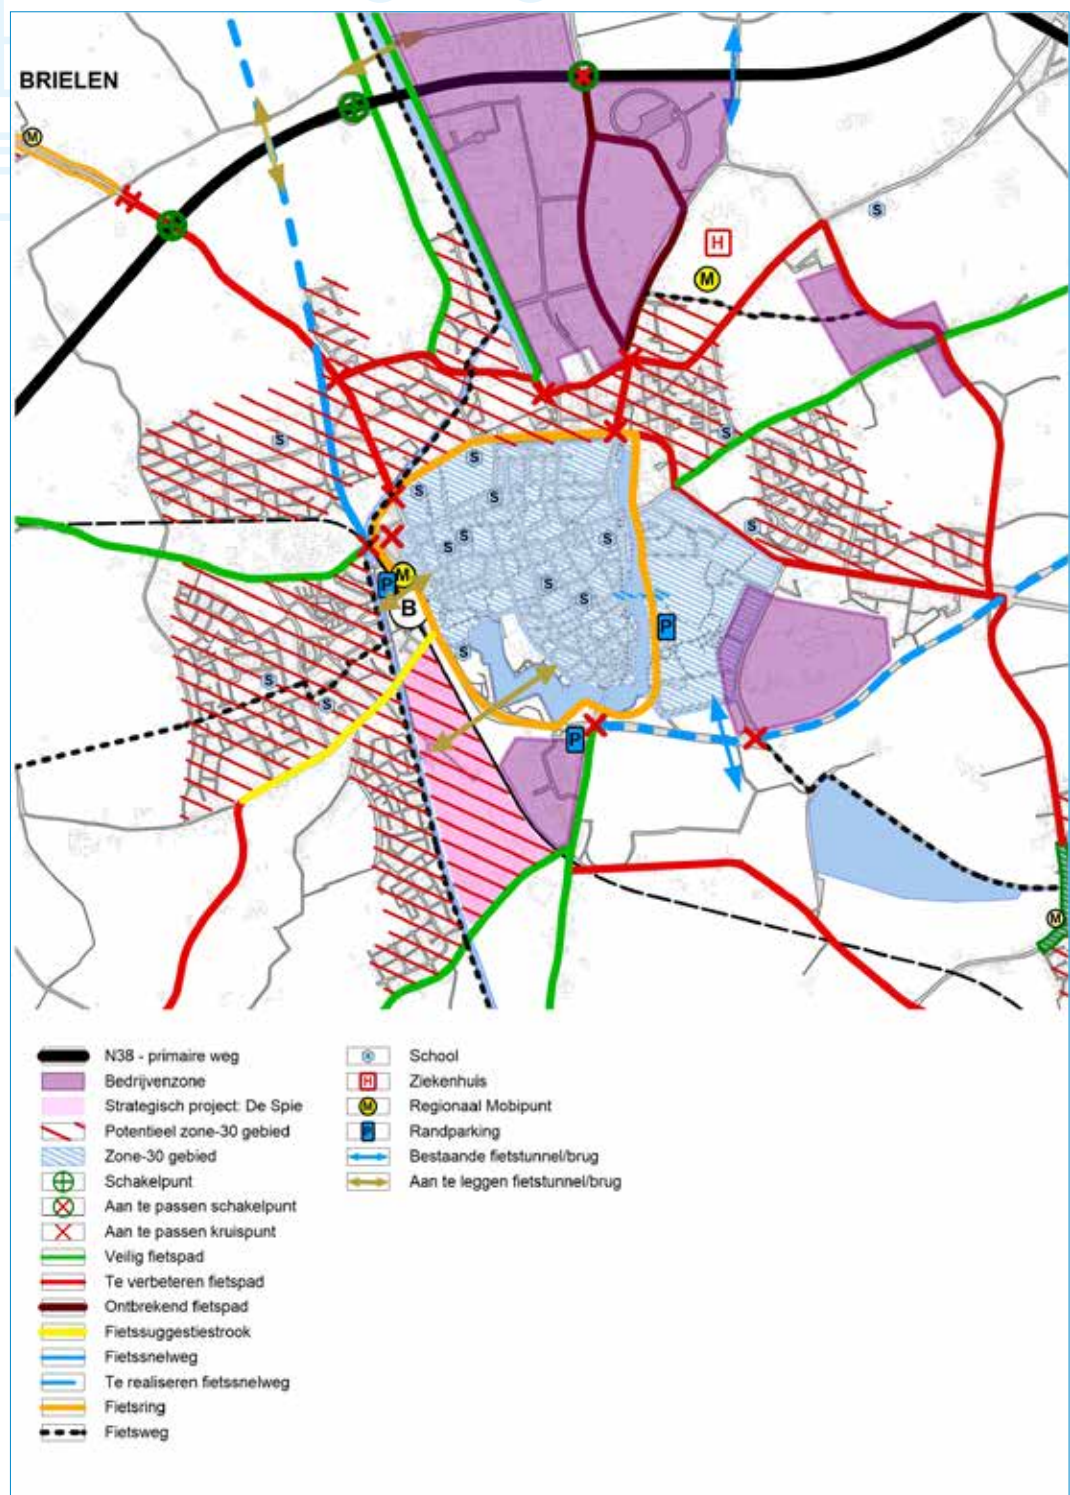 BRIELEN
M
S
H
M
S
S
S
S
S
S
S
S
S
P
M
B
S
S
P
S
S
S
P
M
N38 - primaire weg
Bedrijvenzone
Strategisch project: De Spie
Potentieel zone-30 gebied
Zone-30 gebied
Schakelpunt
Aan te passen schakelpunt
Aan te passen kruispunt
Veilig fietspad
Te verbeteren fietspad
Ontbrekend fietspad
Fietssuggestiestrook
Fietssnelweg
Te realiseren fietssnelweg
Fietsring
Fietsweg
S School
H Ziekenhuis
M Regionaal Mobipunt
P Randparking
Bestaande fietstunnel/brug
Aan te leggen fietstunnel/brug